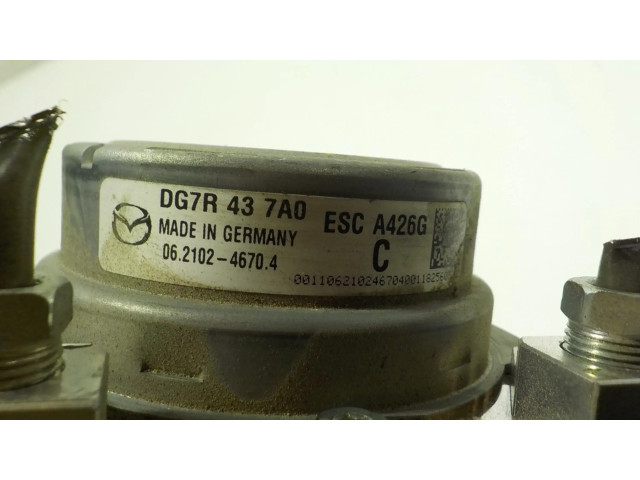 DG7R 43 7A0 ESC A426G
MADE IN GERMANY
06.2102-4670.4 C